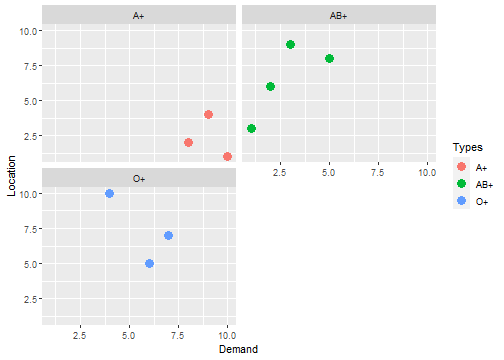 A+ AB+
10.0
7.5
5.0
2.5
2.5 5.0 7.5 10.0
Location
O+
10.0
7.5
5.0
2.5
2.5 5.0 7.5 10.0
Demand
Types
A+
AB+
O+